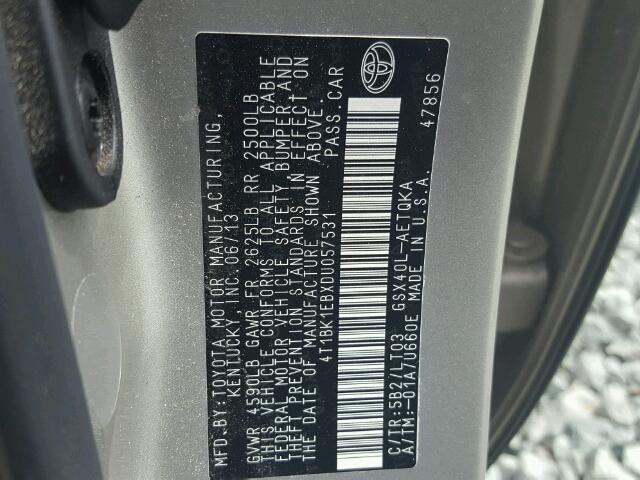 MFD.BY:TOYOTA MOTOR MANUFACTURING,
KENTUCKY, INC. 06/13
GVWR 4590LB GAWR FR 2625LB RR 2500LB
THIS VEHICLE CONFORMS TO ALL APPLICABLE
FEDERAL MOTOR VEHICLE SAFETY, BUMPER AND
THEFT PREVENTION STANDARDS IN EFFECT ON
THE DATE OF MANUFACTURE SHOWN ABOVE.
4T1BK1EBXDU057531 PASS. CAR
C/TR:5B2/LT03 GSX40L-AETQKA
A/TM:-01A/U660E MADE IN U.S.A.
47856